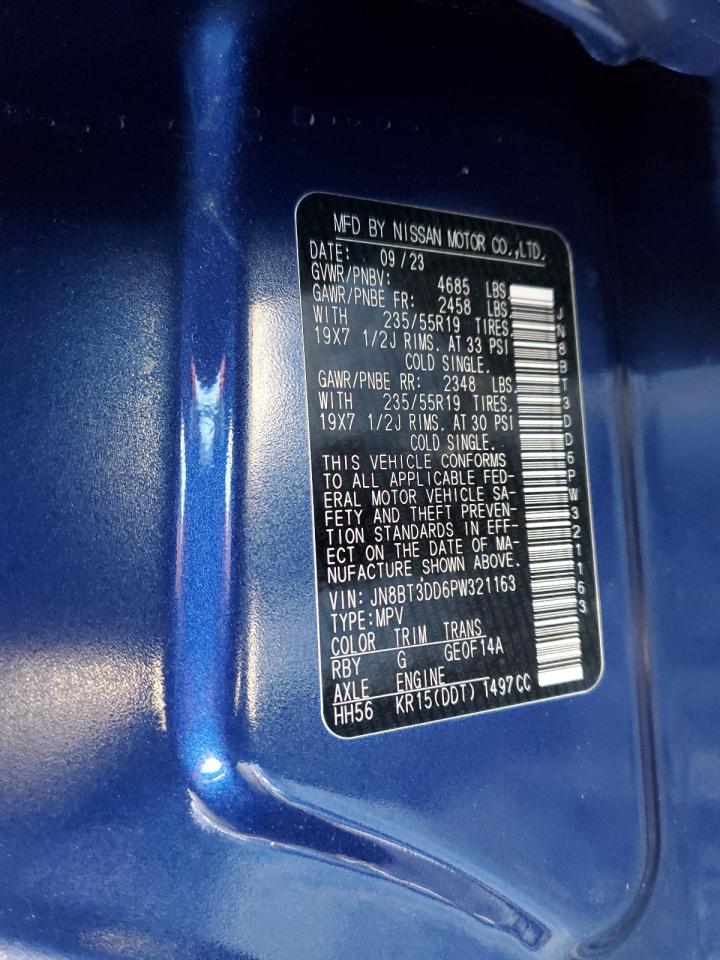 MFD BY NISSAN MOTOR CO.,LTD.
DATE: 09/23
GVWR/PNBV: 4685 LBS
GAWR/PNBE FR: 2458 LBS
WITH 235/55R19 TIRES.
19X7 1/2J RIMS. AT 33 PSI
COLD SINGLE.
GAWR/PNBE RR: 2348 LBS
WITH 235/55R19 TIRES.
19X7 1/2J RIMS. AT 30 PSI
COLD SINGLE.
THIS VEHICLE CONFORMS
TO ALL APPLICABLE FED-
ERAL MOTOR VEHICLE SA-
FETY AND THEFT PREVEN-
TION STANDARDS IN EFF-
ECT ON THE DATE OF MA-
NUFACTURE SHOWN ABOVE.
VIN: JN8BT3DD6PW321163
TYPE:MPV
COLOR TRIM TRANS
RBY G GE0F14A
AXLE ENGINE
HH56 KR15(DDT) 1497CC
JN8BT3DD6PW321163